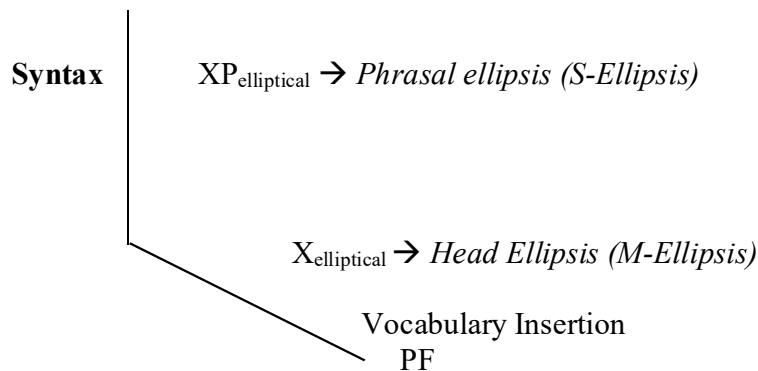 Syntax XPelliptical → Phrasal ellipsis (S-Ellipsis)
Xelliptical → Head Ellipsis (M-Ellipsis)
Vocabulary Insertion
PF